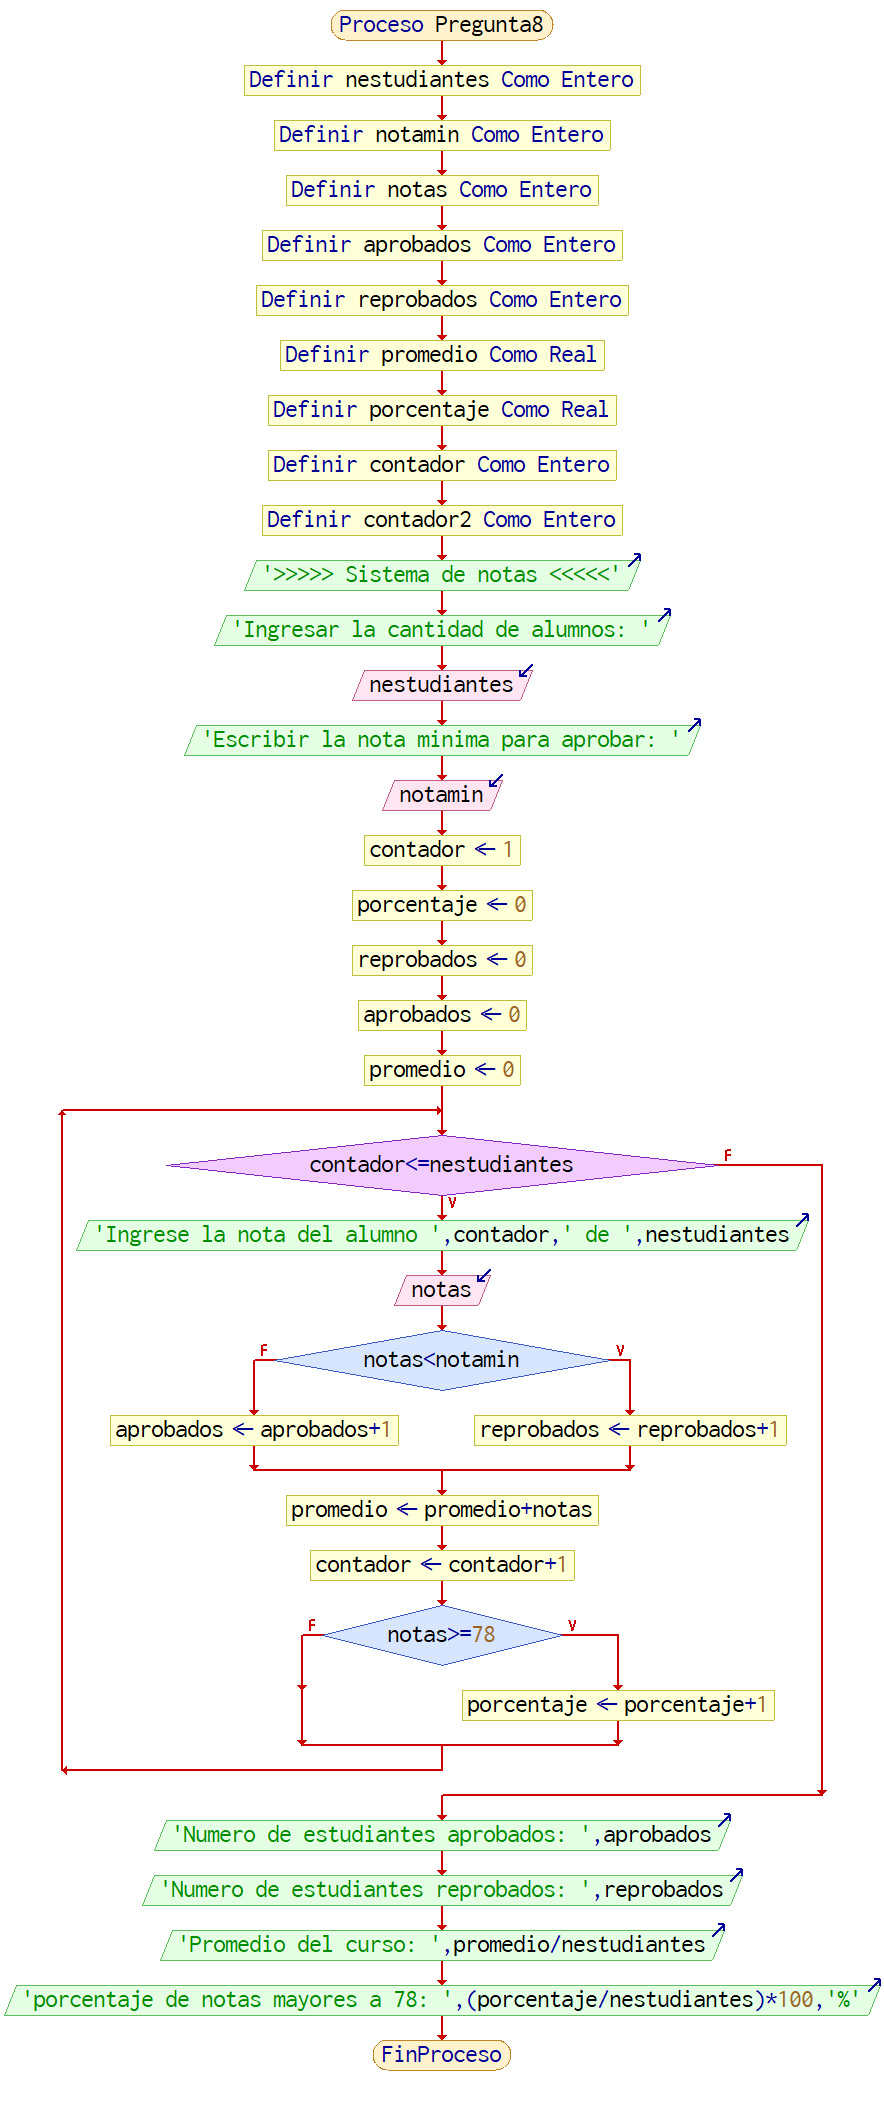 Proceso Pregunta8
Definir nestudiantes Como Entero
Definir notamin Como Entero
Definir notas Como Entero
Definir aprobados Como Entero
Definir reprobados Como Entero
Definir promedio Como Real
Definir porcentaje Como Real
Definir contador Como Entero
Definir contador2 Como Entero
'>>>>> Sistema de notas <<<<<'
'Ingresar la cantidad de alumnos: '
nestudiantes
'Escribir la nota minima para aprobar: '
notamin
contador ← 1
porcentaje ← 0
reprobados ← 0
aprobados ← 0
promedio ← 0
F
contador<=nestudiantes
V
'Ingrese la nota del alumno ',contador,' de ',nestudiantes
notas
F V
notas<notamin
aprobados ← aprobados+1 reprobados ← reprobados+1
promedio ← promedio+notas
contador ← contador+1
F V
notas>=78
porcentaje ← porcentaje+1
'Numero de estudiantes aprobados: ',aprobados
'Numero de estudiantes reprobados: ',reprobados
'Promedio del curso: ',promedio/nestudiantes
'porcentaje de notas mayores a 78: ',(porcentaje/nestudiantes)*100,'%'
FinProceso